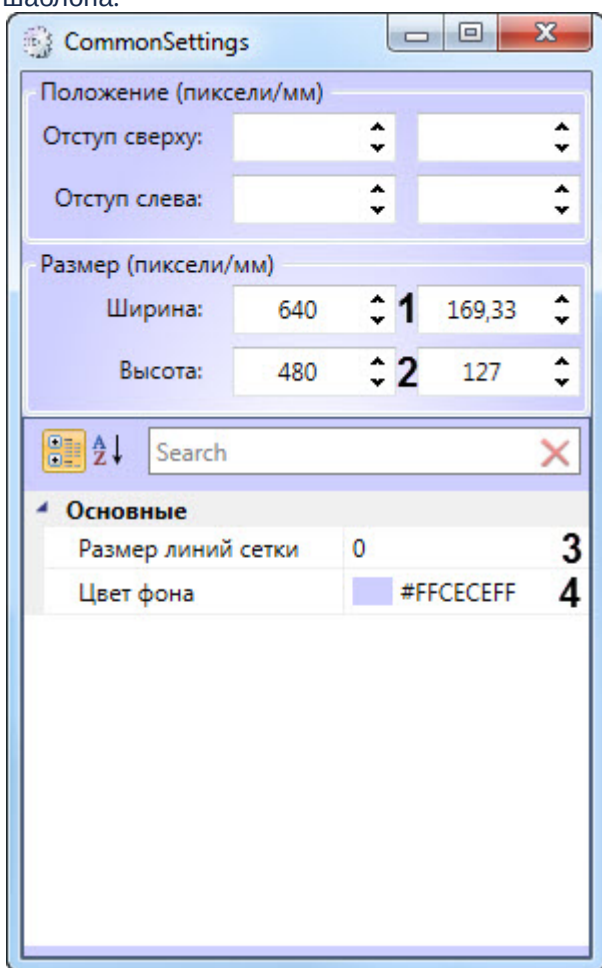 шаблона.
CommonSettings
Положение (пиксели/мм)
Отступ сверху:
Отступ слева:
Размер (пиксели/мм)
Ширина: 640 1 169,33
Высота: 480 2 127
A Z Search
Основные
Размер линий сетки 0 3
Цвет фона #FFCECEFF 4